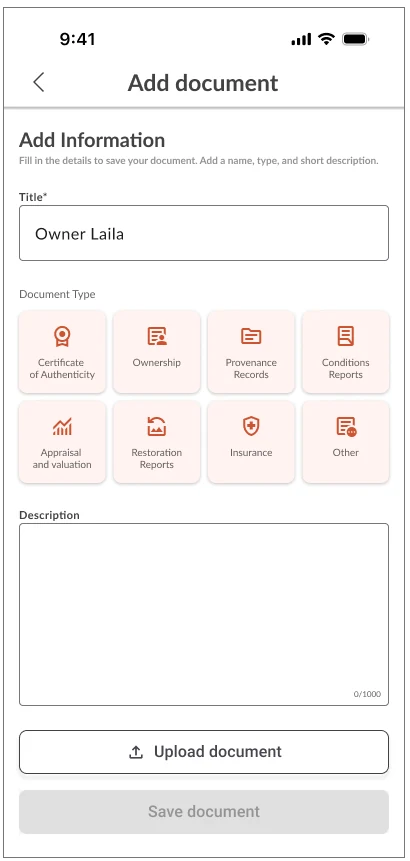 9:41
Add document
Add Information
Fill in the details to save your document. Add a name, type, and short description.
Title*
Owner Laila
Document Type
Certificate
of Authenticity
Ownership
Provenance
Records
Conditions
Reports
Appraisal
and valuation
Restoration
Reports
Insurance
Other
Description
0/1000
Upload document
Save document